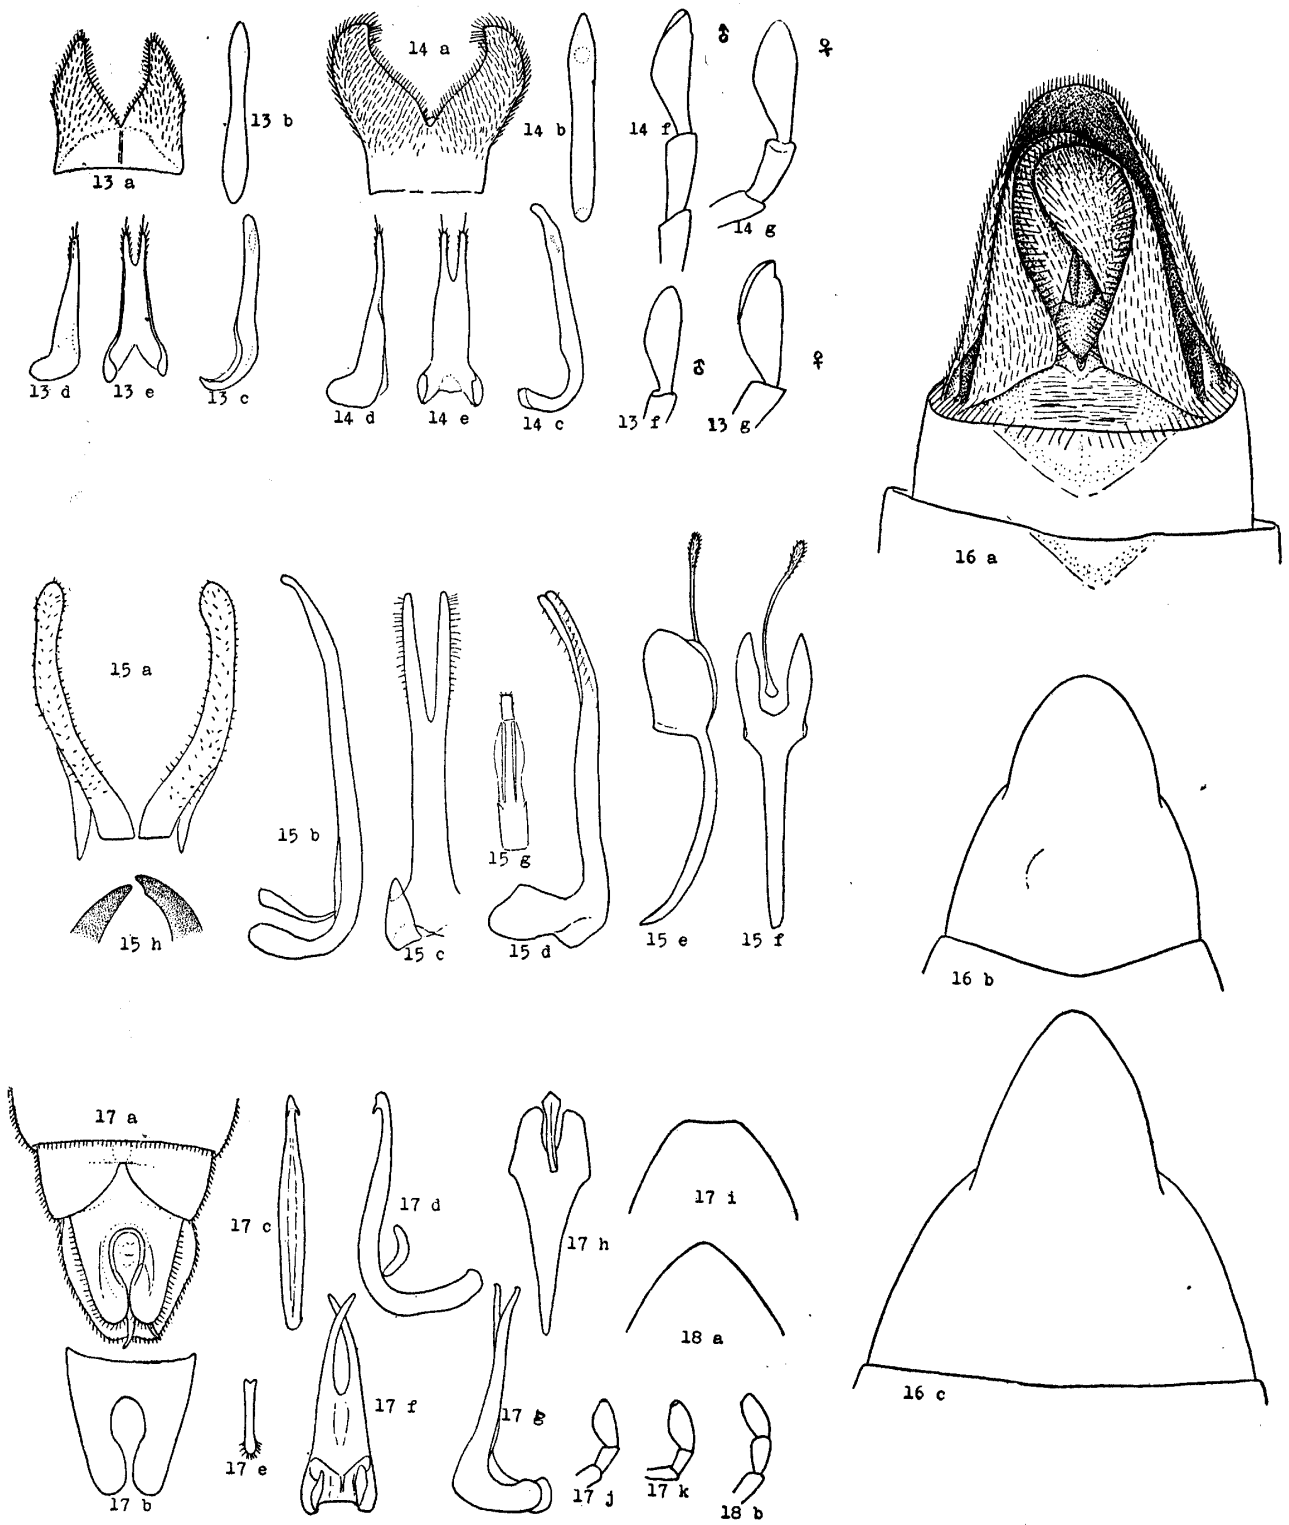 14 a
♂
♀
13 b
14 b
14 f
13 a
14 g
13 d
13 e
13 c
14 d
14 e
14 c
♂
♀
13 f
13 g
16 a
15 a
15 b
15 g
15 h
15 c
15 d
15 e
15 f
16 b
17 a
17 c
17 d
17 h
17 i
18 a
17 f
17 g
16 c
17 e
17 b
17 j
17 k
18 b